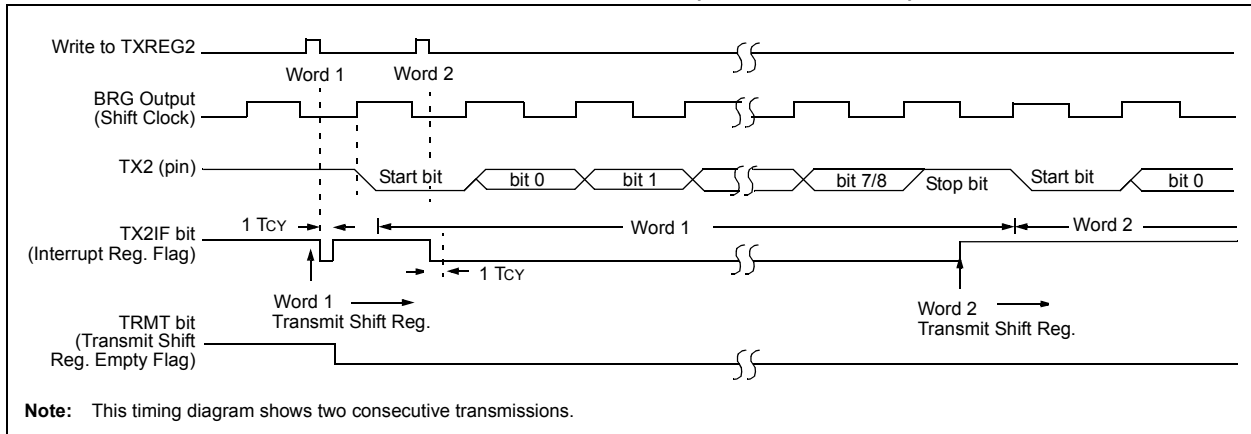 Write to TXREG2
Word 1
Word 2
BRG Output
(Shift Clock)
TX2 (pin)
Start bit
bit 0
bit 1
bit 7/8
Stop bit
Start bit
bit 0
1 TCY
TX2IF bit
(Interrupt Reg. Flag)
Word 1
Word 2
1 TCY
Word 1
Transmit Shift Reg.
Word 2
Transmit Shift Reg.
TRMT bit
(Transmit Shift
Reg. Empty Flag)
Note: This timing diagram shows two consecutive transmissions.